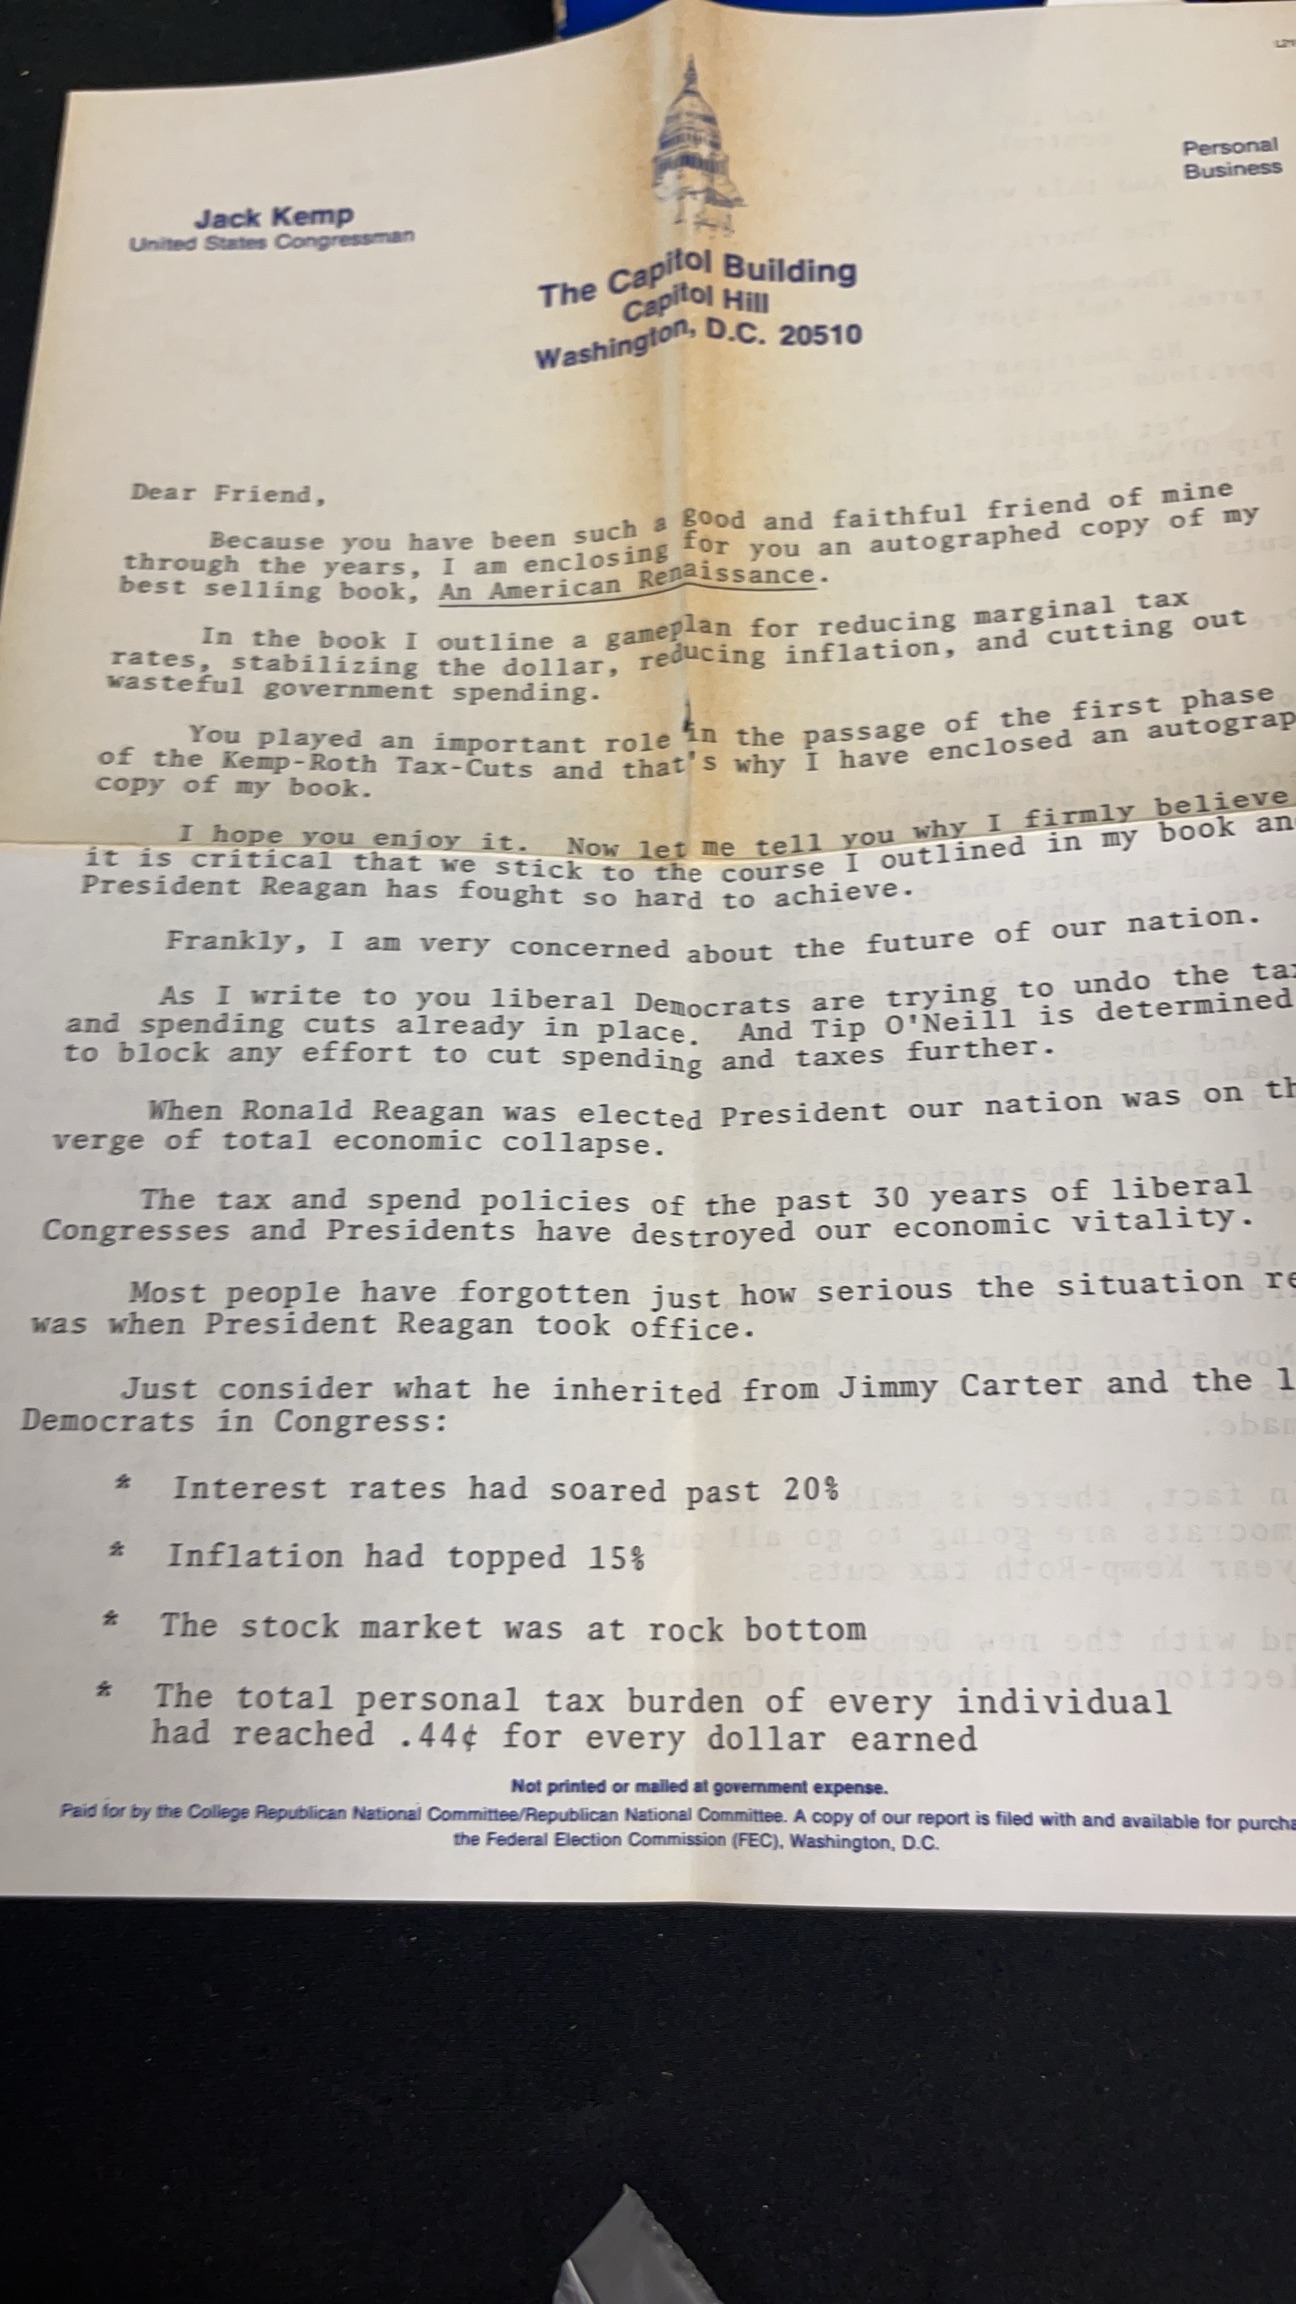 Personal
Business
Jack Kemp
United States Congressman
The Capitol Building
Capitol Hill
Washington, D.C. 20510
Dear Friend,
Because you have been such a good and faithful friend of mine
through the years, I am enclosing for you an autographed copy of my
best selling book, An American Renaissance.
In the book I outline a gameplan for reducing marginal tax
rates, stabilizing the dollar, reducing inflation, and cutting out
wasteful government spending.
You played an important role in the passage of the first phase
of the Kemp-Roth Tax-Cuts and that's why I have enclosed an autograp
copy of my book.
I hope you enjoy it. Now let me tell you why I firmly believe
it is critical that we stick to the course I outlined in my book an
President Reagan has fought so hard to achieve.
Frankly, I am very concerned about the future of our nation.
As I write to you liberal Democrats are trying to undo the tax
and spending cuts already in place. And Tip O'Neill is determined
to block any effort to cut spending and taxes further.
When Ronald Reagan was elected President our nation was on th
verge of total economic collapse.
The tax and spend policies of the past 30 years of liberal
Congresses and Presidents have destroyed our economic vitality.
Most people have forgotten just how serious the situation re
was when President Reagan took office.
Just consider what he inherited from Jimmy Carter and the l
Democrats in Congress:
* Interest rates had soared past 20%
* Inflation had topped 15%
* The stock market was at rock bottom
* The total personal tax burden of every individual
had reached .44¢ for every dollar earned
Not printed or mailed at government expense.
Paid for by the College Republican National Committee/Republican National Committee. A copy of our report is filed with and available for purcha
the Federal Election Commission (FEC), Washington, D.C.